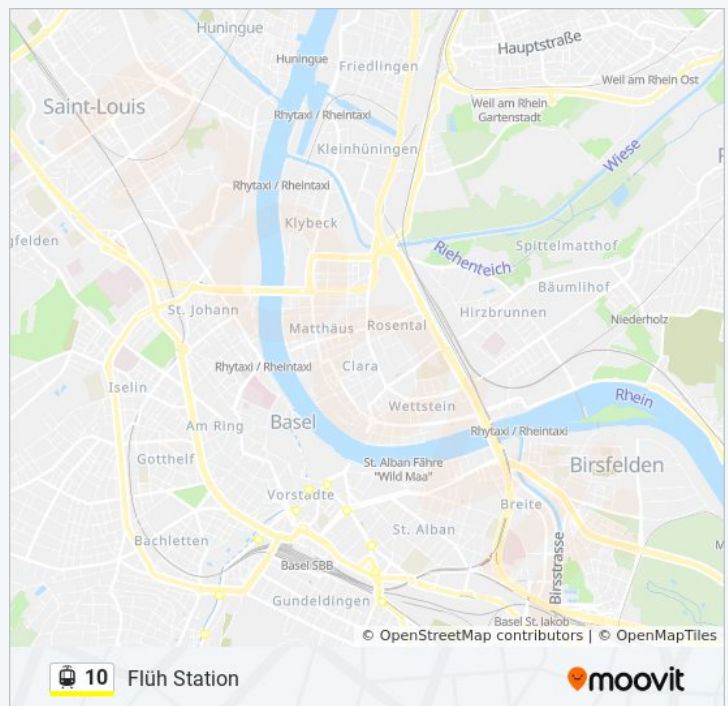 Huningue
Huningue
Hauptstraße
Friedlingen
Weil am Rhein Ost
Saint-Louis
Weil am Rhein
Gartenstadt
Rhytaxi / Rheintaxi
Kleinhüningen
Wiese
Rhytaxi / Rheintaxi
Klybeck
gfelden
Riehenteich
Spittelmatthof
Bäumlihof
St. Johann
Hirzbrunnen
Niederholz
Matthäus
Rosental
Rhytaxi / Rheintaxi
Clara
Iselin
Rhein
Wettstein
Am Ring
Basel
Rhytaxi / Rheintaxi
Gotthelf
St. Alban Fähre
"Wild Maa"
Birsfelden
Vorstädte
Breite
St. Alban
Bachletten
Birsstrasse
Basel SBB
Gundeldingen
Basel St. Jakob
© OpenStreetMap contributors | © OpenMapTiles
10 Flüh Station
moovit